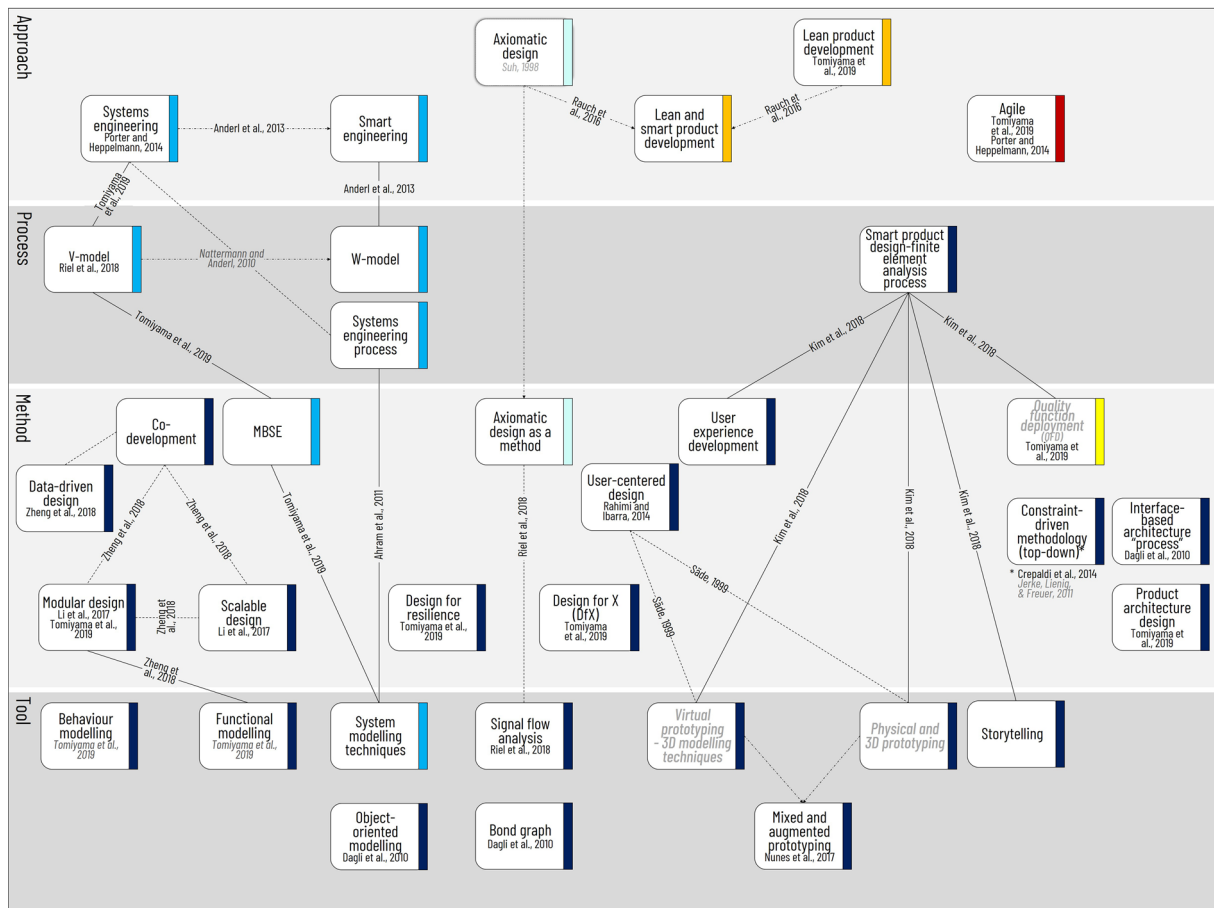 Approach
Axiomatic
design
Suh, 1998
Lean product
development
Tomiyama
et al., 2019
Systems
engineering
Porter and
Heppelmann, 2014
Anderl et al., 2013
Smart
engineering
Rauch et
al., 2016
Lean and
smart product
development
Rauch et
al., 2016
Agile
Tomiyama
et al., 2019
Porter and
Heppelmann, 2014
Tomiyama
et al., 2019
Anderl et al., 2013
Process
V-model
Riel et al., 2018
Nattermann and
Anderl, 2010
W-model
Smart product
design-finite
element
analysis
process
Systems
engineering
process
Tomiyama et al., 2019
Kim et al., 2018
Kim et al., 2018
Method
Co-
development
MBSE
Axiomatic
design as a
method
User
experience
development
Quality
function
deployment
(QFD)
Tomiyama
et al., 2019
Data-driven
design
Zheng et al., 2018
User-centered
design
Rahimi and
Ibarra, 2014
Zheng et al., 2018
Zheng et al., 2018
Tomiyama et al., 2019
Ahram et al., 2011
Riel et al., 2018
Kim et al., 2018
Kim et al., 2018
Kim et al., 2018
Constraint-
driven
methodology
(top-down)*
* Crepaldi et al., 2014
Jerke, Lienig,
& Freuer, 2011
Interface-
based
architecture
"process"
Dagli et al., 2010
Modular design
Li et al., 2017
Tomiyama et al.,
2019
Zheng et
al., 2018
Scalable
design
Li et al., 2017
Design for
resilience
Tomiyama et al.,
2019
Design for X
(DfX)
Tomiyama
et al., 2019
Säde, 1999
Säde, 1999
Product
architecture
design
Tomiyama
et al., 2019
Zheng et
al., 2018
Tool
Behaviour
modelling
Tomiyama et al.,
2019
Functional
modelling
Tomiyama et al.,
2019
System
modelling
techniques
Signal flow
analysis
Riel et al., 2018
Virtual
prototyping
- 3D modelling
techniques
Physical and
3D prototyping
Storytelling
Object-
oriented
modelling
Dagli et al., 2010
Bond graph
Dagli et al., 2010
Mixed and
augmented
prototyping
Nunes et al., 2017